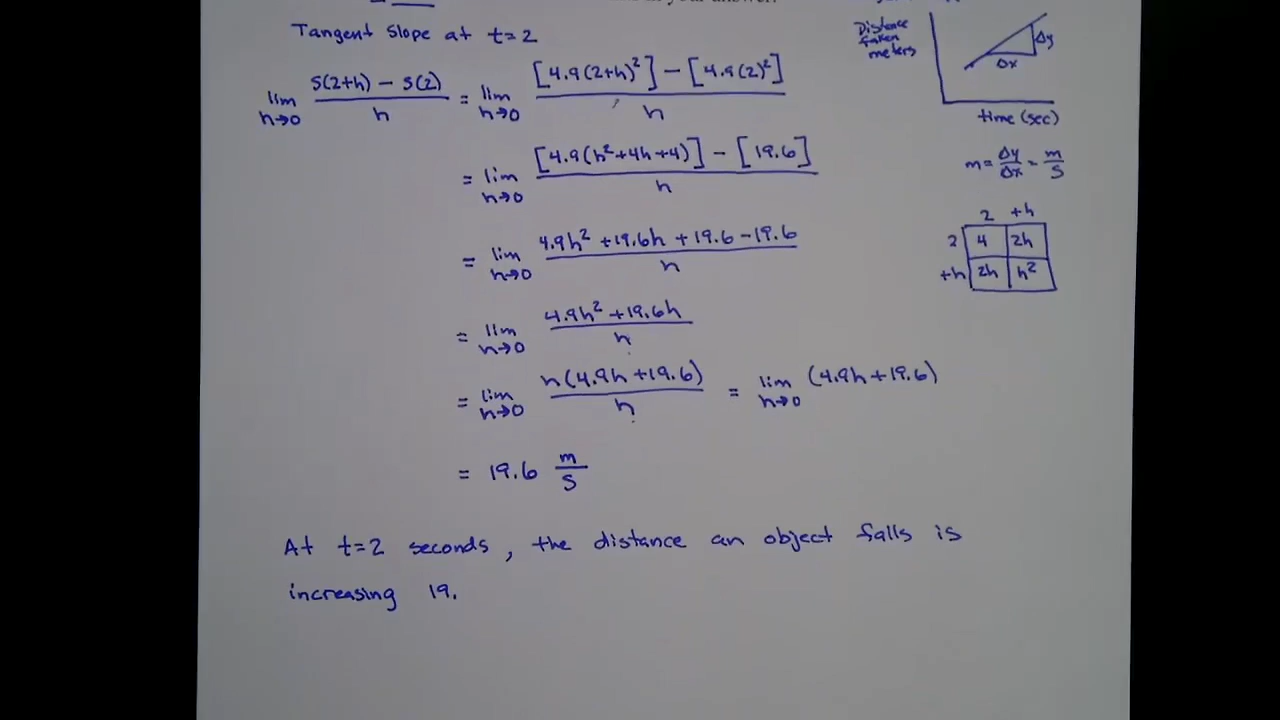 in your answer.
Tangent Slope at t=2
lim h→0 s(2+h) - s(2) / h = lim h→0 [4.9(2+h)²] - [4.9(2)²] / h
= lim h→0 [4.9(h²+4h+4)] - [19.6] / h
= lim h→0 4.9h² + 19.6h + 19.6 - 19.6 / h
= lim h→0 4.9h² + 19.6h / h
= lim h→0 h(4.9h + 19.6) / h = lim h→0 (4.9h + 19.6)
= 19.6 m/s
At t=2 seconds, the distance an object falls is
increasing 19.
Distance
meters
Δy
Δx
time (sec)
m = Δy/Δx = m/s
2 +h
2 4 2h
+h 2h h²